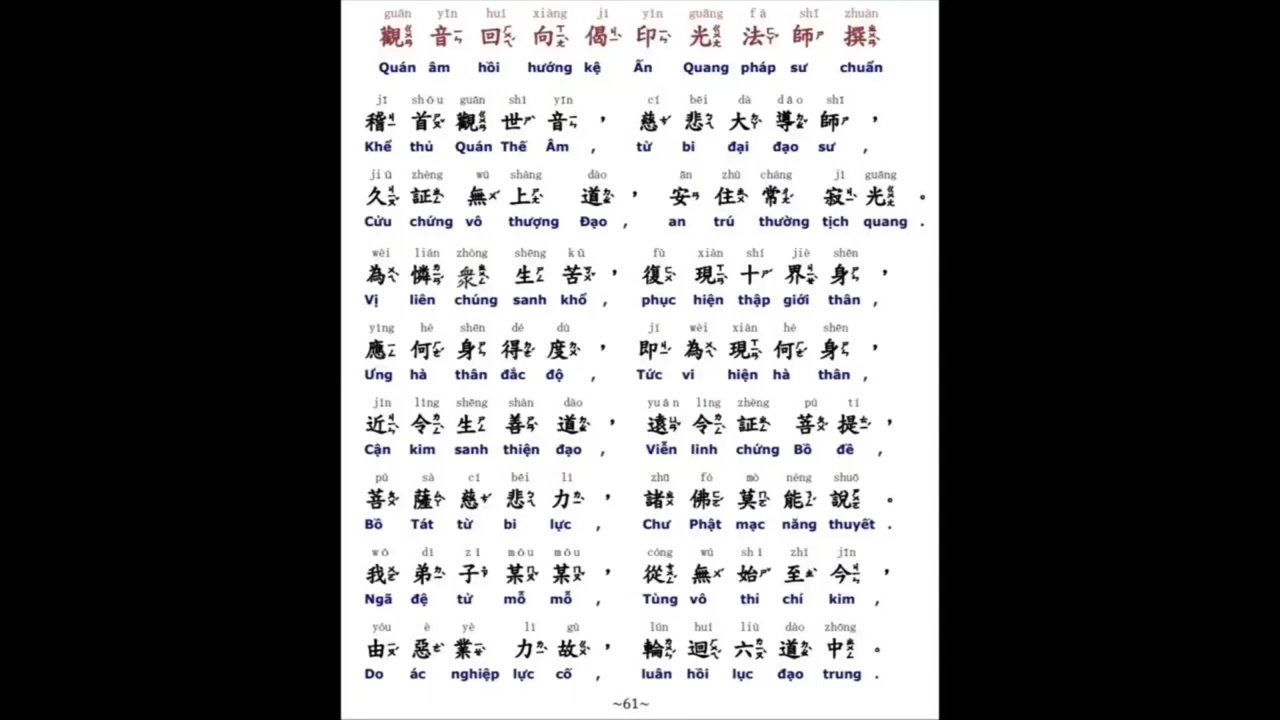 guān yīn huí xiàng jì yìn guāng fǎ shī zhuàn
觀音回向偈印光法師撰
Quán âm hồi hướng kệ Ấn Quang pháp sư chuẩn
jī shǒu guān shì yīn cí bēi dà dǎo shī
稽首觀世音，慈悲大導師，
Khể thủ Quán Thế Âm , từ bi đại đạo sư ,
jiǔ zhèng wú shàng dào ān zhù cháng jì guāng
久証無上道，安住常寂光。
Cửu chứng vô thượng Đạo , an trú thường tịch quang .
wèi lián zhòng shēng kǔ fù xiàn shí jiè shēn
為憐眾生苦，復現十界身，
Vị liên chúng sanh khổ , phục hiện thập giới thân ,
yìng hé shēn dé dù jí wèi xiàn hé shēn
應何身得度，即為現何身，
Ưng hà thân đắc độ , Tức vi hiện hà thân ,
jìn lìng shēng shàn dào yuǎn lìng zhèng pú tí
近令生善道，遠令証菩提，
Cận kim sanh thiện đạo , Viễn linh chứng Bồ đề ,
pú sà cí bēi lì zhū fó mò néng shuō
菩薩慈悲力，諸佛莫能說。
Bồ Tát từ bi lực , Chư Phật mạc năng thuyết .
wǒ dì zǐ mǒu mǒu cóng wú shǐ zhì jīn
我弟子某某，從無始至今，
Ngã đệ tử mỗ mỗ , Tùng vô thỉ chí kim ,
yóu è yè lì gù lún huí liù dào zhōng
由惡業力故，輪迴六道中。
Do ác nghiệp lực cố , luân hồi lục đạo trung .
~61~